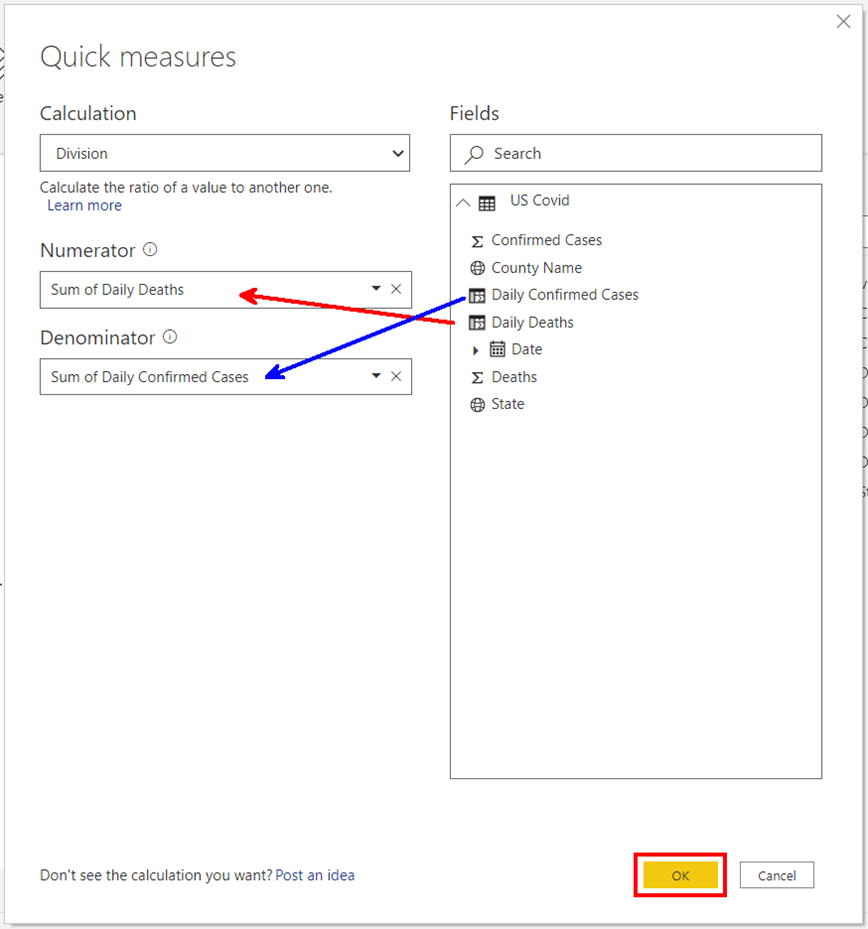 Quick measures
Calculation
Division
Calculate the ratio of a value to another one.
Learn more
Numerator
Sum of Daily Deaths
Denominator
Sum of Daily Confirmed Cases
Fields
Search
US Covid
Confirmed Cases
County Name
Daily Confirmed Cases
Daily Deaths
Date
Deaths
State
Don't see the calculation you want? Post an idea
OK
Cancel